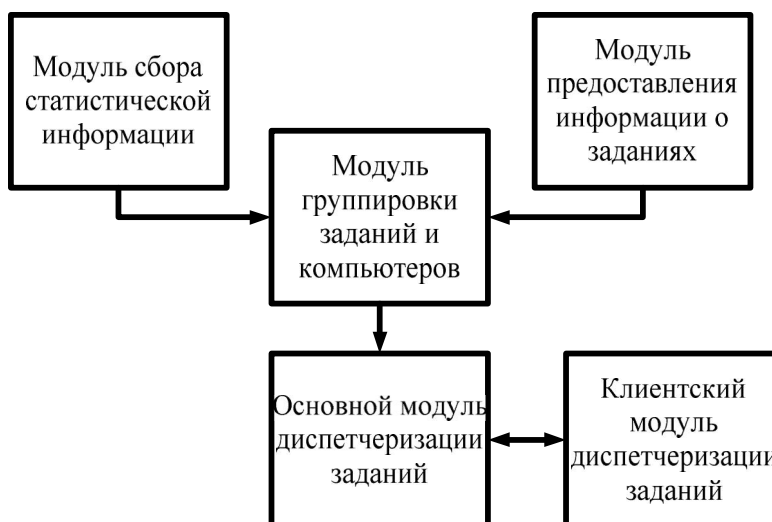 Модуль сбора
статистической
информации
Модуль
предоставления
информации о
заданиях
Модуль
группировки
заданий и
компьютеров
Основной модуль
диспетчеризации
заданий
Клиентский
модуль
диспетчеризации
заданий